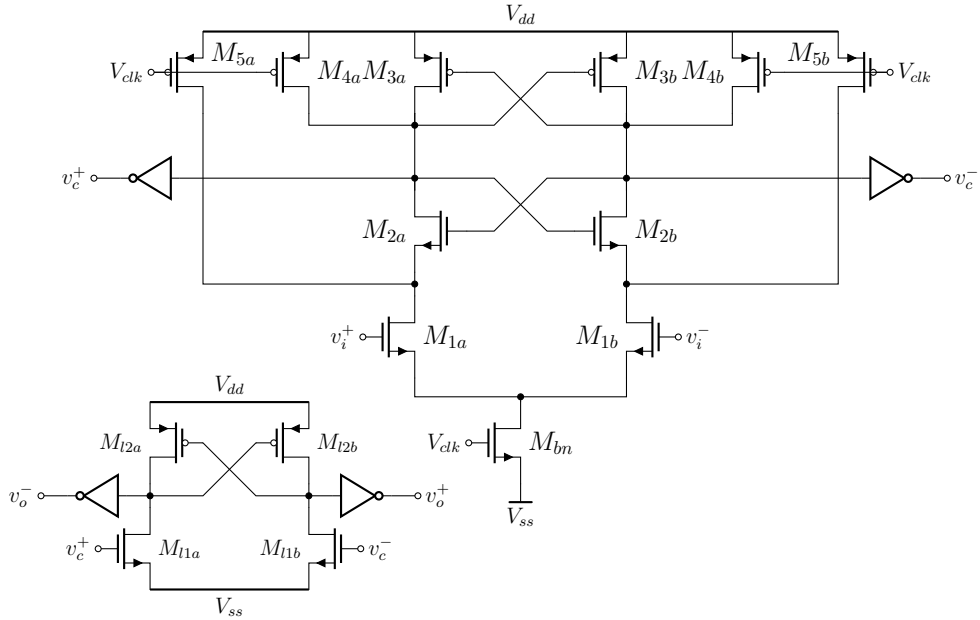 V_dd
M_5a M_5b
V_clk M_4a M_3a M_3b M_4b V_clk
v_c^+ v_c^-
M_2a M_2b
v_i^+ M_1a M_1b v_i^-
V_dd
M_l2a M_l2b V_clk M_bn
v_o^- v_o^+
V_ss
v_c^+ M_l1a M_l1b v_c^-
V_ss